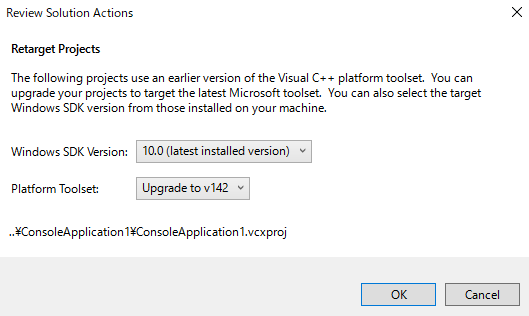 Review Solution Actions
Retarget Projects
The following projects use an earlier version of the Visual C++ platform toolset.  You can
upgrade your projects to target the latest Microsoft toolset.  You can also select the target
Windows SDK version from those installed on your machine.
Windows SDK Version: 10.0 (latest installed version)
Platform Toolset: Upgrade to v142
..¥ConsoleApplication1¥ConsoleApplication1.vcxproj
OK Cancel